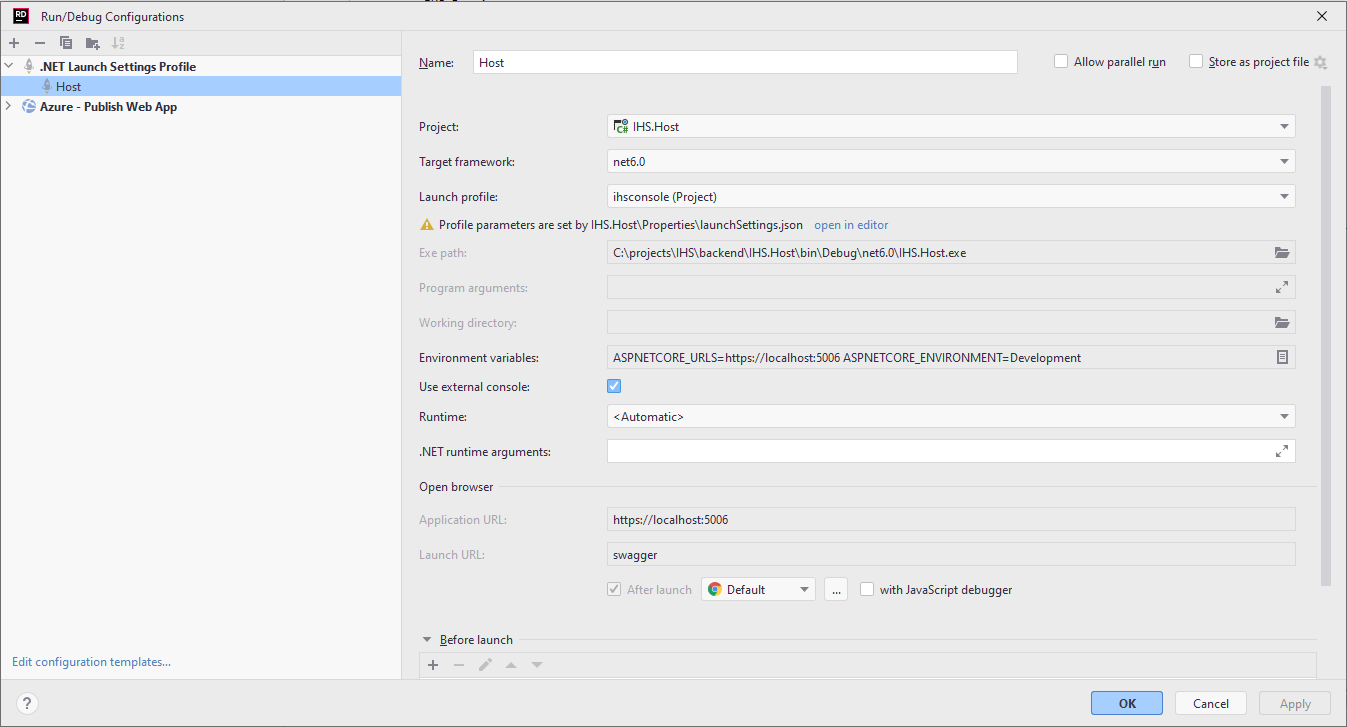 RD Run/Debug Configurations
.NET Launch Settings Profile
Host
Azure - Publish Web App
Edit configuration templates...
Name: Host
Allow parallel run
Store as project file
Project: C# IHS.Host
Target framework: net6.0
Launch profile: ihsconsole (Project)
Profile parameters are set by IHS.Host\Properties\launchSettings.json open in editor
Exe path: C:\projects\IHS\backend\IHS.Host\bin\Debug\net6.0\IHS.Host.exe
Program arguments:
Working directory:
Environment variables: ASPNETCORE_URLS=https://localhost:5006 ASPNETCORE_ENVIRONMENT=Development
Use external console:
Runtime: <Automatic>
.NET runtime arguments:
Open browser
Application URL: https://localhost:5006
Launch URL: swagger
After launch Default ... with JavaScript debugger
Before launch
? OK Cancel Apply